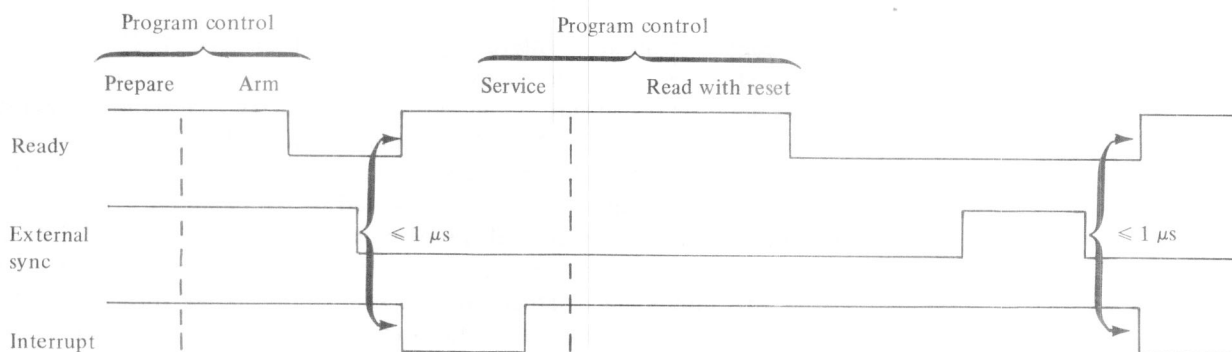 Program control
Program control
Prepare
Arm
Service
Read with reset
Ready
External
sync
⩽ 1 μs
⩽ 1 μs
Interrupt